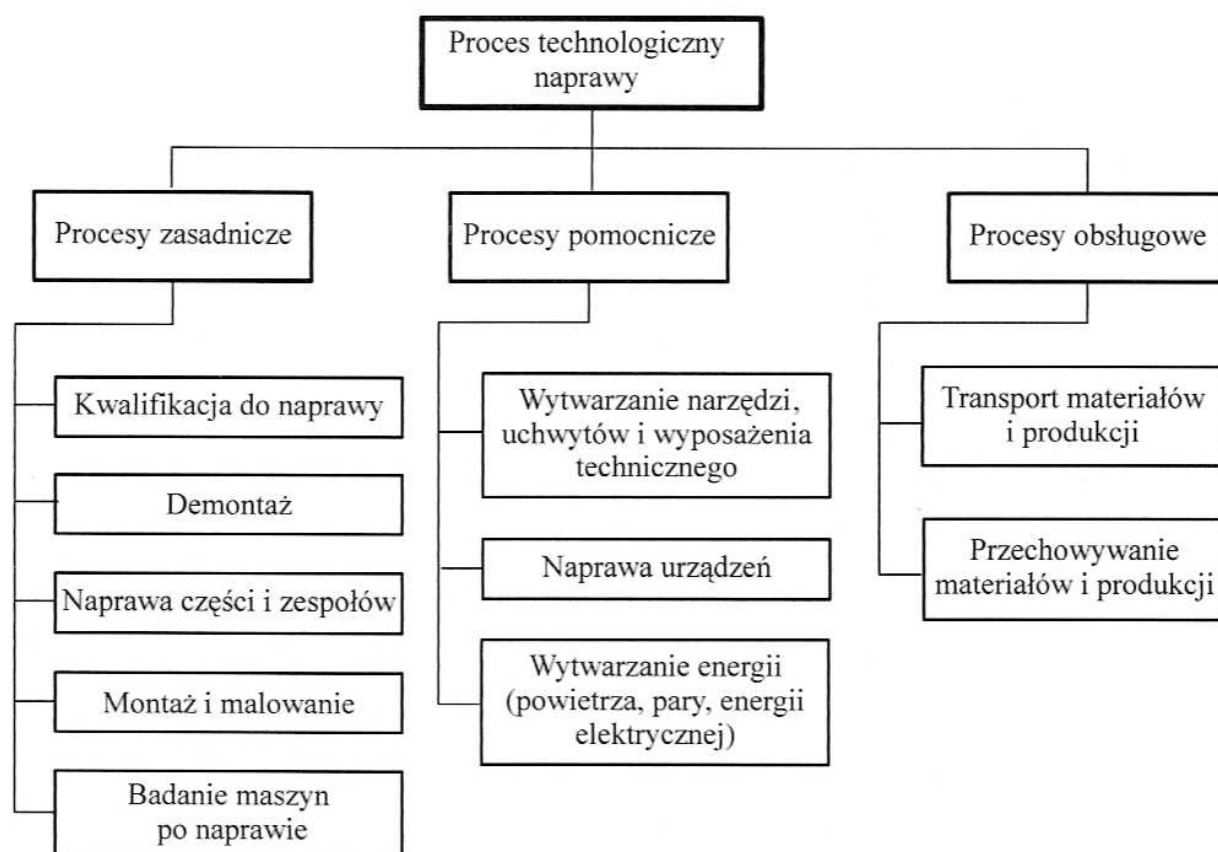 Proces technologiczny
naprawy
Procesy zasadnicze
Kwalifikacja do naprawy
Demontaż
Naprawa części i zespołów
Montaż i malowanie
Badanie maszyn
po naprawie
Procesy pomocnicze
Wytwarzanie narzędzi,
uchwytów i wyposażenia
technicznego
Naprawa urządzeń
Wytwarzanie energii
(powietrza, pary, energii
elektrycznej)
Procesy obsługowe
Transport materiałów
i produkcji
Przechowywanie
materiałów i produkcji